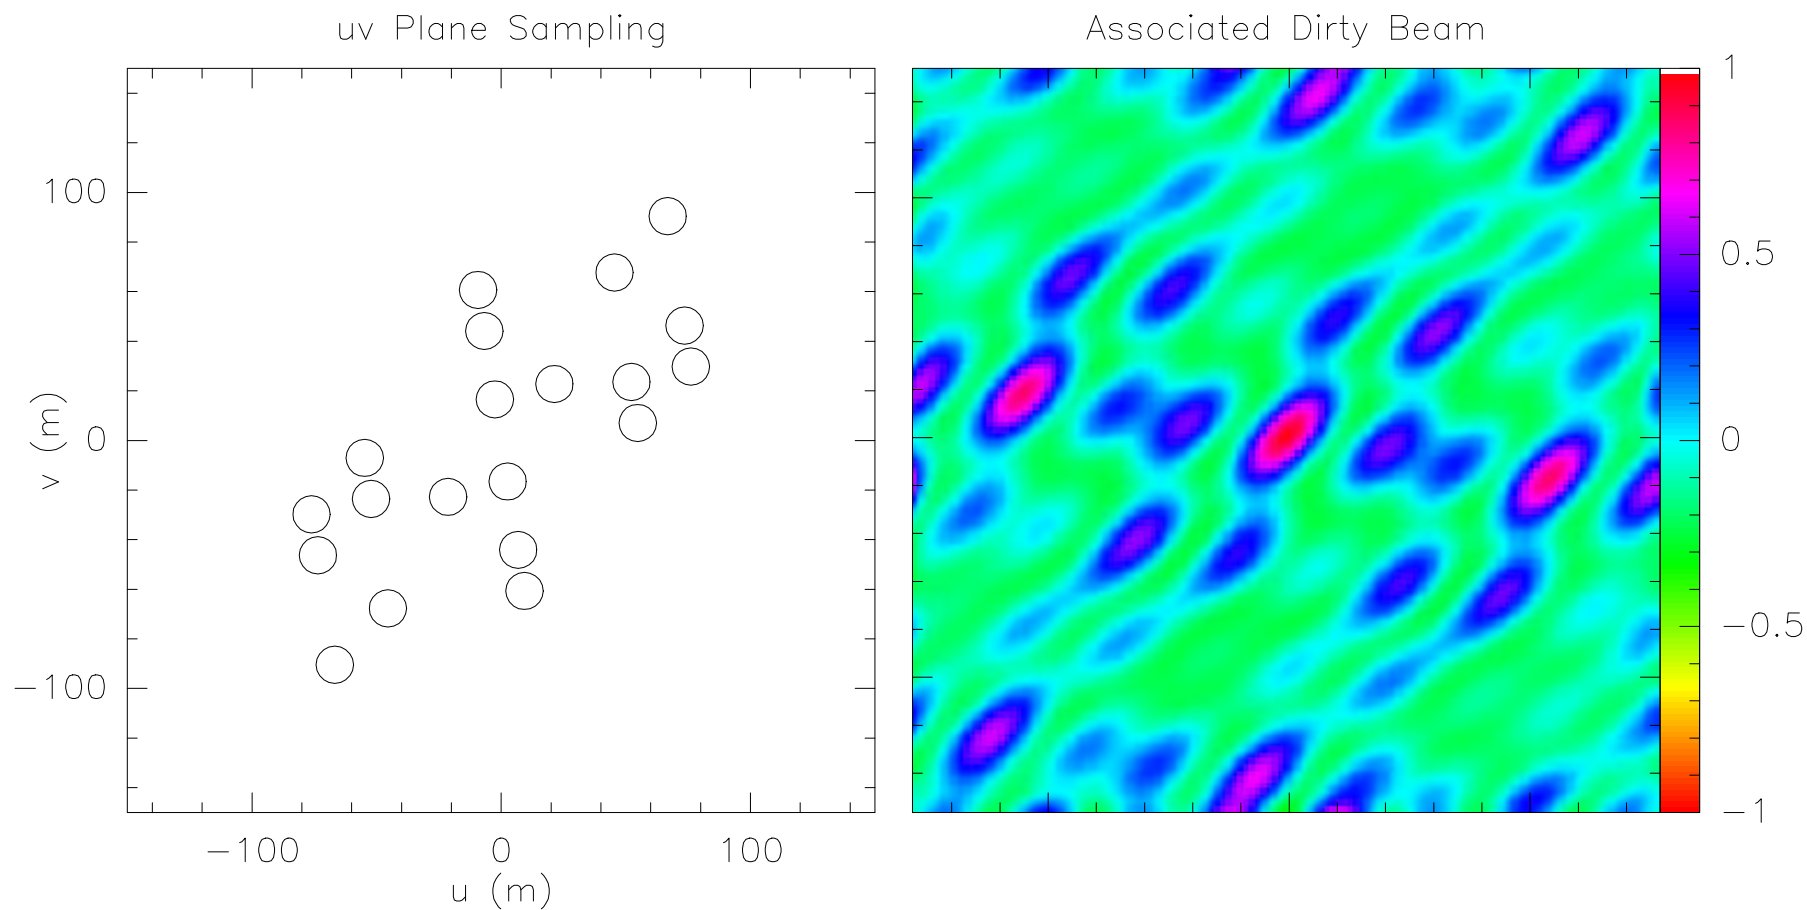 uv Plane Sampling
Associated Dirty Beam
100
0
−100
v (m)
−100
0
100
u (m)
1
0.5
0
−0.5
−1